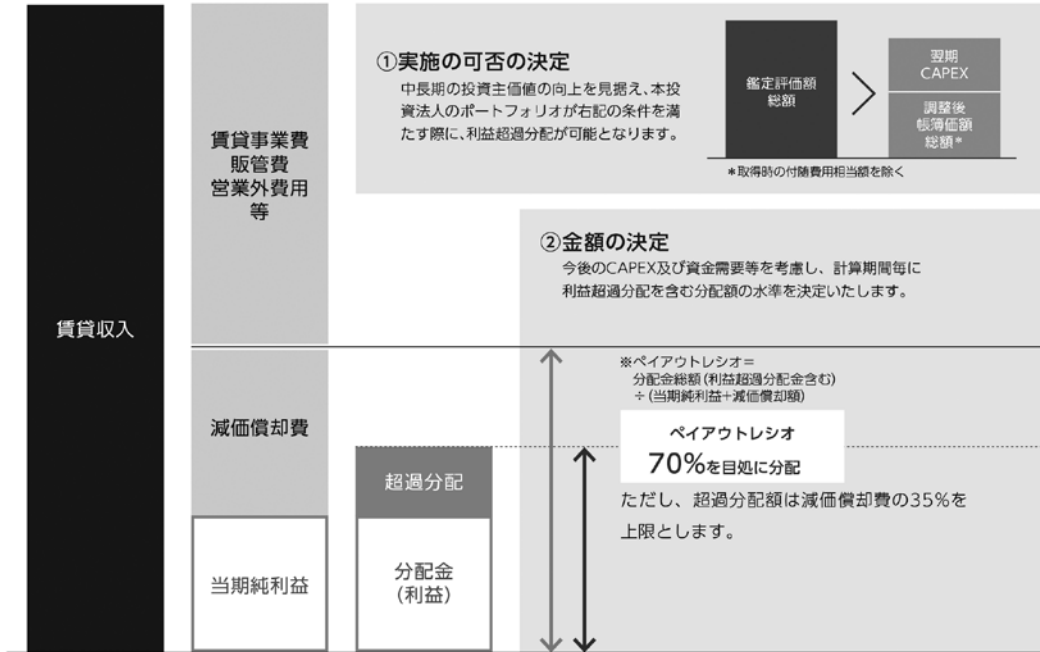 ①実施の可否の決定
中長期の投資主価値の向上を見据え、本投
資法人のポートフォリオが右記の条件を満
たす際に、利益超過分配が可能となります。
鑑定評価額
総額
翌期
CAPEX
調整後
帳簿価額
総額*
*取得時の付随費用相当額を除く
賃貸事業費
販管費
営業外費用
等
②金額の決定
今後のCAPEX及び資金需要等を考慮し、計算期間毎に
利益超過分配を含む分配額の水準を決定いたします。
賃貸収入
※ペイアウトレシオ=
分配金総額(利益超過分配金含む)
÷(当期純利益+減価償却額)
減価償却費
ペイアウトレシオ
70%を目処に分配
超過分配
ただし、超過分配額は減価償却費の35%を
上限とします。
当期純利益
分配金
(利益)